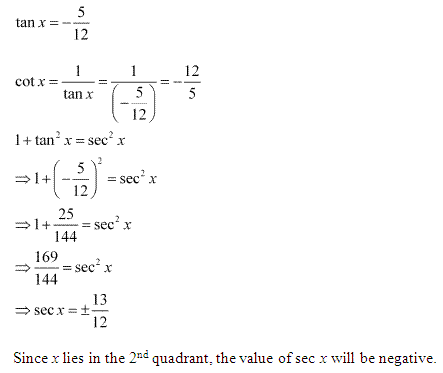 tan x = -5/12
cot x = 1/tan x = 1/(-5/12) = -12/5
1 + tan² x = sec² x
⇒ 1 + (-5/12)² = sec² x
⇒ 1 + 25/144 = sec² x
⇒ 169/144 = sec² x
⇒ sec x = ±13/12
Since x lies in the 2nd quadrant, the value of sec x will be negative.